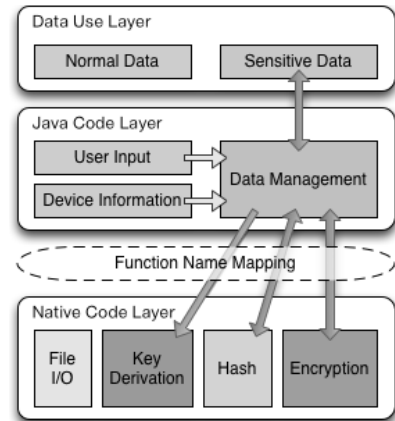 Data Use Layer
Normal Data
Sensitive Data
Java Code Layer
User Input
Device Information
Data Management
Function Name Mapping
Native Code Layer
File
I/O
Key
Derivation
Hash
Encryption